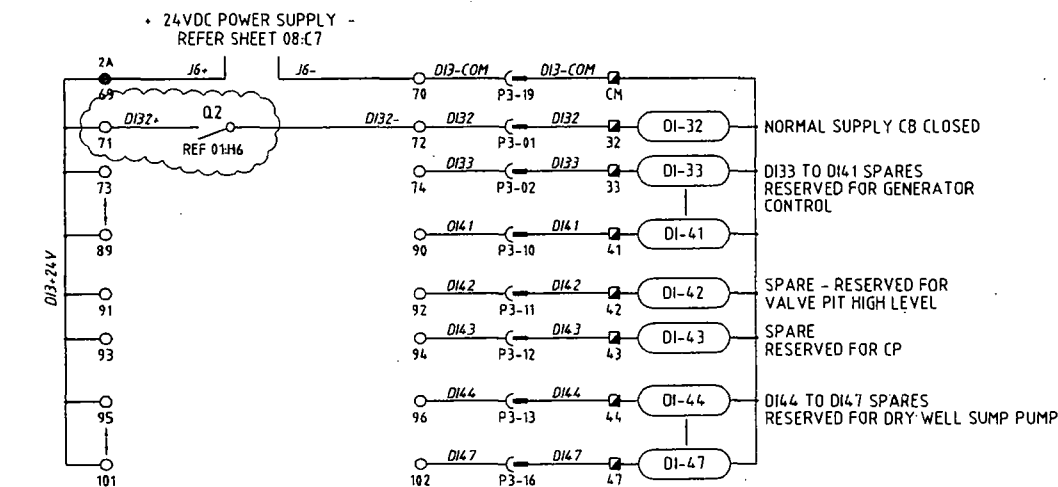 + 24VDC POWER SUPPLY -
REFER SHEET 08:C7
2A J6+ J6- DI3-COM DI3-COM
69 70 P3-19 CM
DI32+ Q2 DI32- DI32 DI32 DI-32 NORMAL SUPPLY CB CLOSED
71 REF 01:H6 72 P3-01 32
DI33 DI33 DI-33 DI33 TO DI41 SPARES
73 74 P3-02 33 RESERVED FOR GENERATOR
CONTROL
DI41 DI41 DI-41
89 90 P3-10 41
DI3+24V
DI42 DI42 DI-42 SPARE - RESERVED FOR
91 92 P3-11 42 VALVE PIT HIGH LEVEL
DI43 DI43 DI-43 SPARE
93 94 P3-12 43 RESERVED FOR CP
DI44 DI44 DI-44 DI44 TO DI47 SPARES
95 96 P3-13 44 RESERVED FOR DRY WELL SUMP PUMP
DI47 DI47 DI-47
101 102 P3-16 47